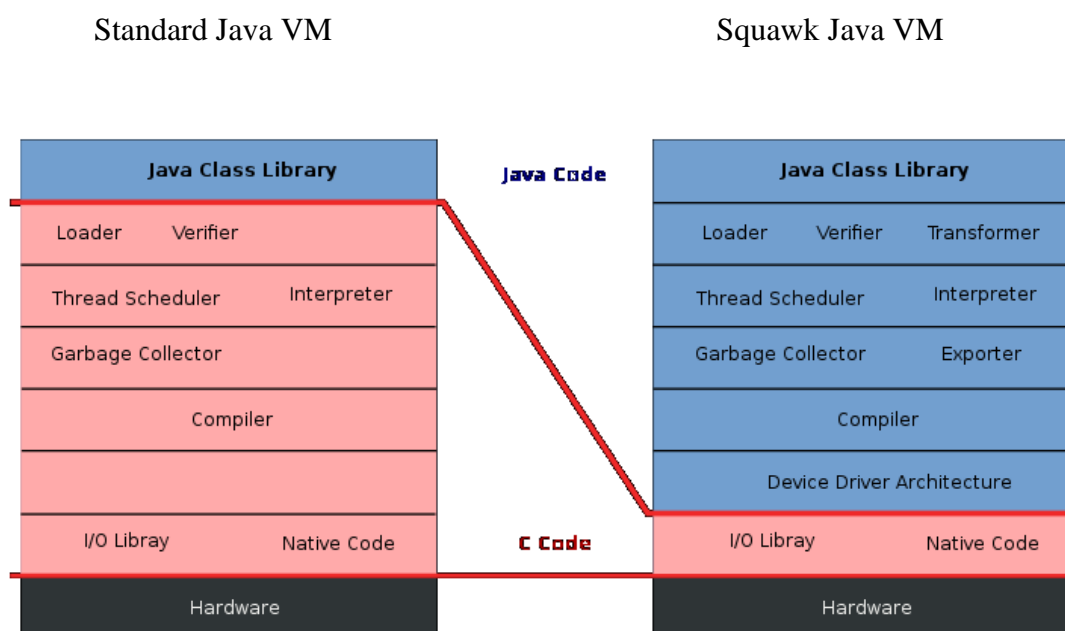 Standard Java VM
Squawk Java VM
Java Class Library
Java Code
Java Class Library
Loader Verifier
Loader Verifier Transformer
Thread Scheduler Interpreter
Thread Scheduler Interpreter
Garbage Collector
Garbage Collector Exporter
Compiler
Compiler
Device Driver Architecture
I/O Libray Native Code
C Code
I/O Libray Native Code
Hardware
Hardware